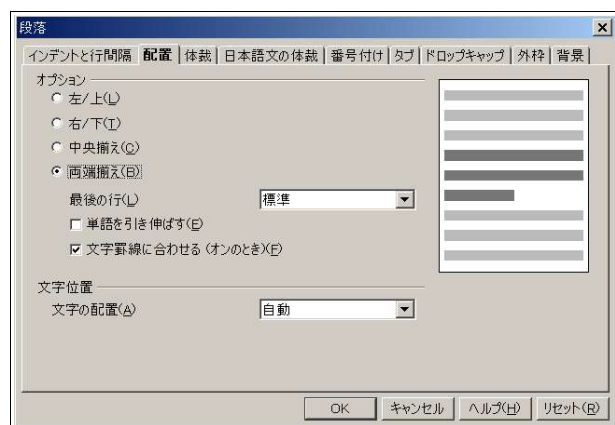 段落
インデントと行間隔 配置 体裁 日本語文の体裁 番号付け タブ ドロップキャップ 外枠 背景
オプション
左/上(L)
右/下(T)
中央揃え(C)
両端揃え(B)
最後の行(L) 標準
単語を引き伸ばす(E)
文字罫線に合わせる (オンのとき)(F)
文字位置
文字の配置(A) 自動
OK キャンセル ヘルプ(H) リセット(R)